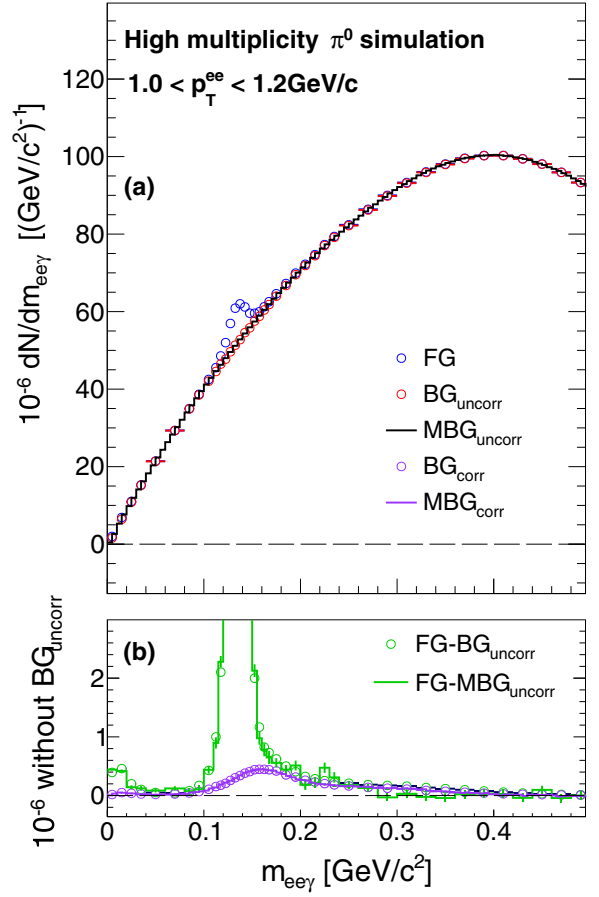 High multiplicity π⁰ simulation
1.0 < p_T^ee < 1.2GeV/c
(a)
10⁻⁶ dN/dm_eeγ [(GeV/c²)⁻¹]
120
100
80
60
40
20
0
FG
BG_uncorr
MBG_uncorr
BG_corr
MBG_corr
(b)
10⁻⁶ without BG_uncorr
2
1
0
FG-BG_uncorr
FG-MBG_uncorr
0 0.1 0.2 0.3 0.4
m_eeγ [GeV/c²]